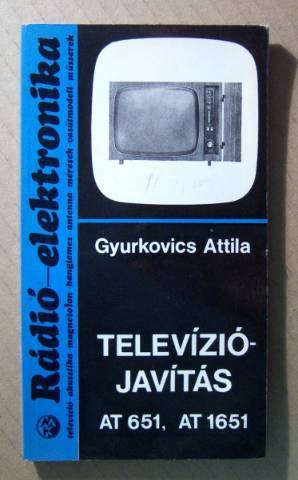 Rádió-elektronika
televízió akusztika magnetofon hanglemez antenna mérések vasútmodell műszerek
Gyurkovics Attila
TELEVÍZIÓ-
JAVÍTÁS
AT 651, AT 1651